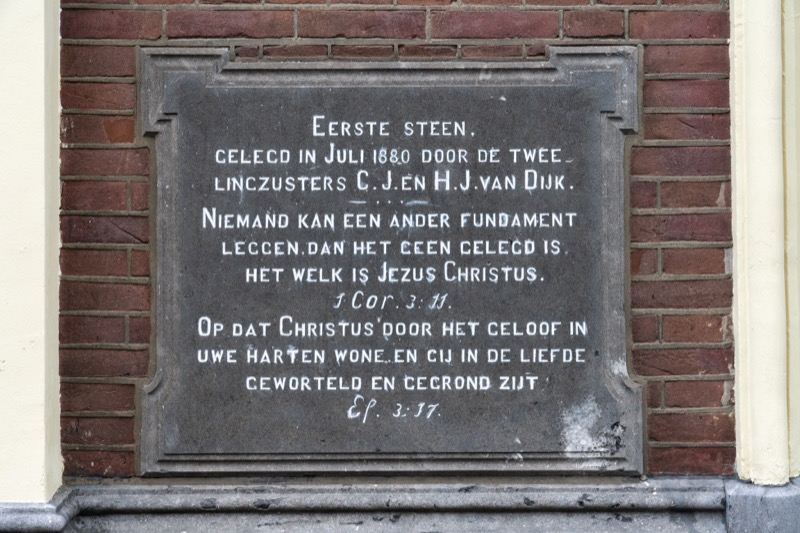 EERSTE STEEN.
GELEGD IN JULI 1880 DOOR DE TWEE-
LINGZUSTERS C.J. EN H.J. VAN DIJK.
NIEMAND KAN EEN ANDER FUNDAMENT
LEGGEN. DAN HET GEEN GELEGD IS.
HET WELK IS JEZUS CHRISTUS.
1 Cor. 3:11.
OP DAT CHRISTUS DOOR HET GELOOF IN
UWE HARTEN WONE. EN GIJ IN DE LIEFDE
GEWORTELD EN GEGROND ZIJT
Ef. 3:17.